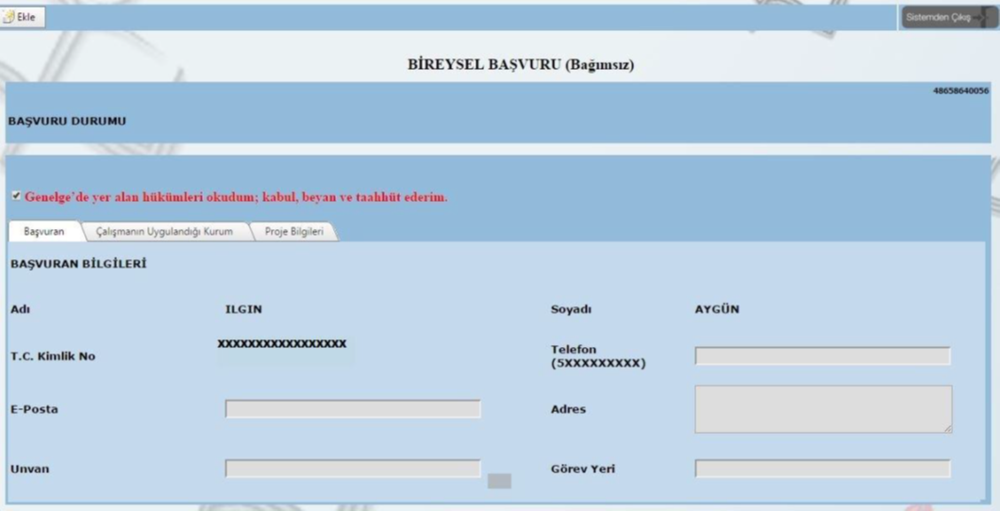 Ekle
Sistemden Çıkış
BİREYSEL BAŞVURU (Bağımsız)
48658640056
BAŞVURU DURUMU
Genelge'de yer alan hükümleri okudum; kabul, beyan ve taahhüt ederim.
Başvuran Çalışmanın Uygulandığı Kurum Proje Bilgileri
BAŞVURAN BİLGİLERİ
Adı ILGIN Soyadı AYGÜN
T.C. Kimlik No XXXXXXXXXXXXXXXXX Telefon
(5XXXXXXXXX)
E-Posta Adres
Unvan Görev Yeri